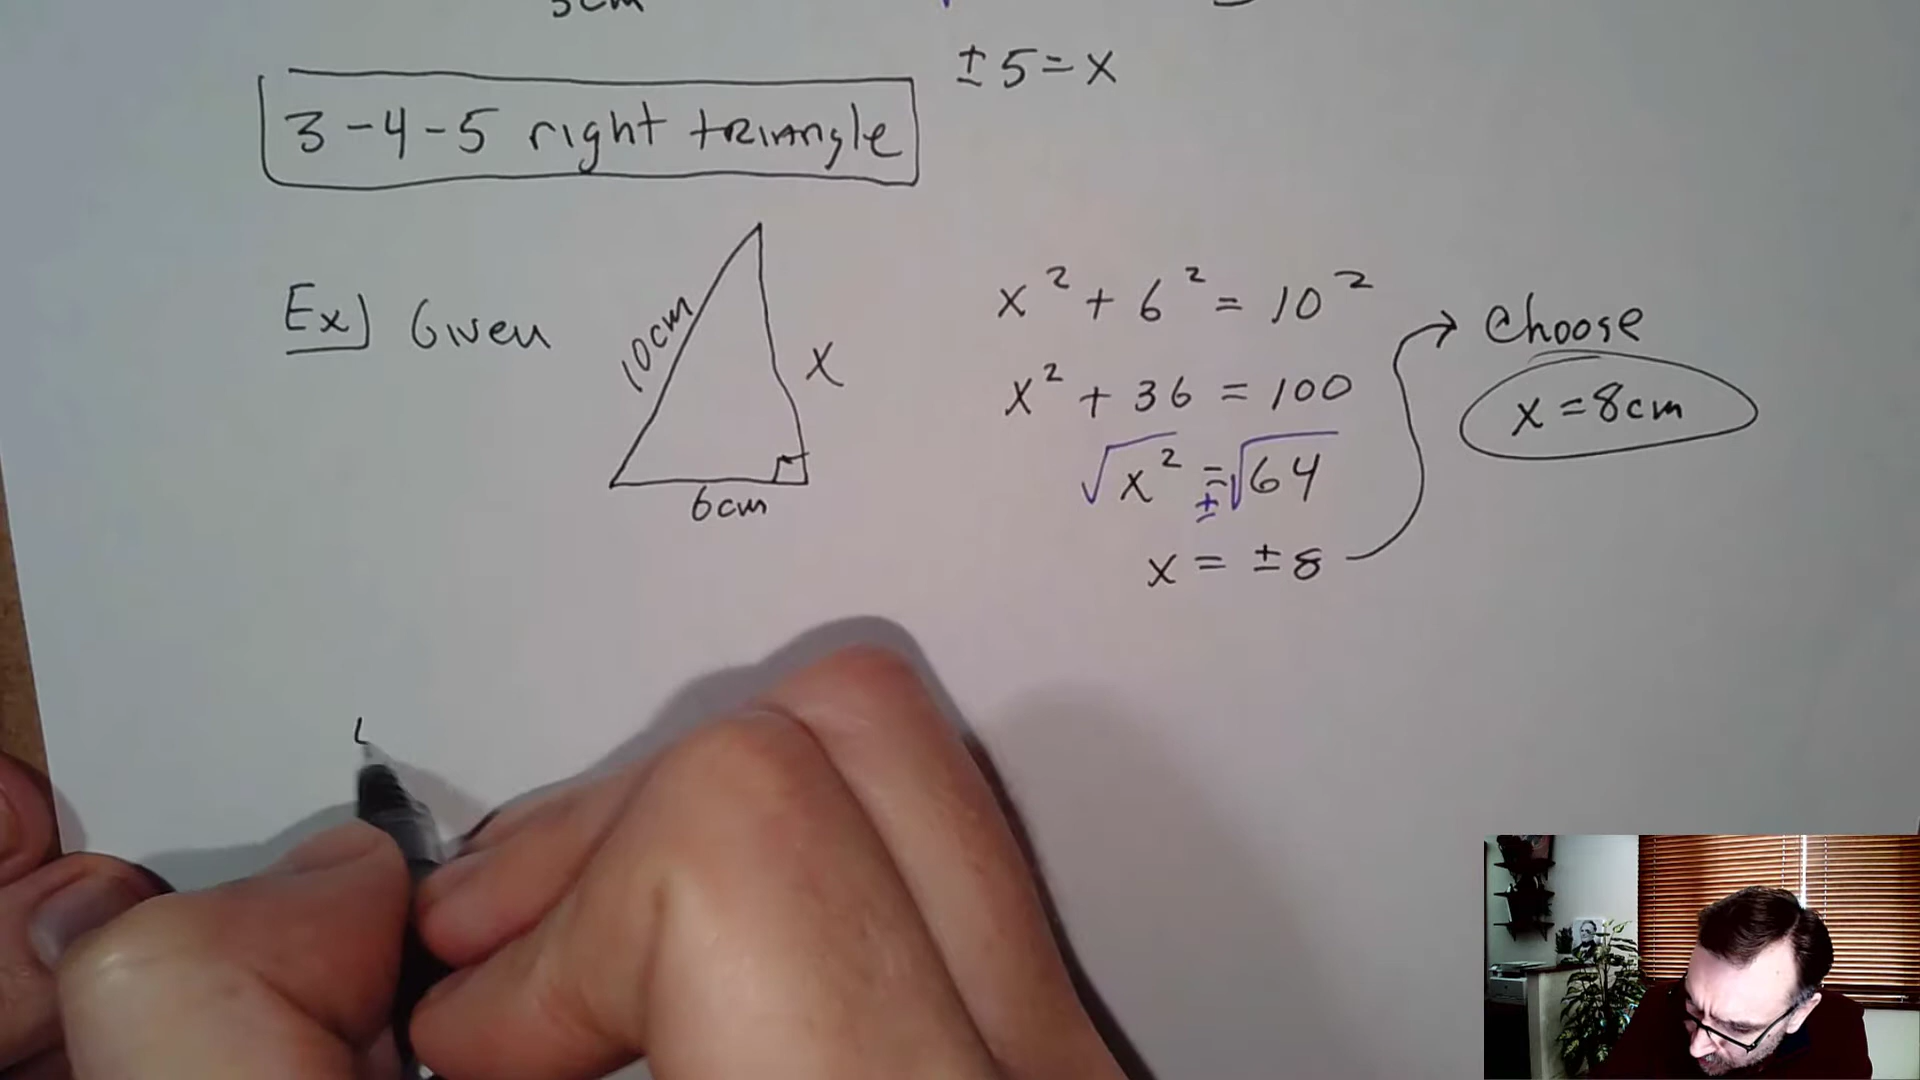 ± 5 = x
3-4-5 right triangle
Ex) Given
10cm
x
6cm
x² + 6² = 10²
x² + 36 = 100
√x² = ±√64
x = ±8
choose
x = 8cm